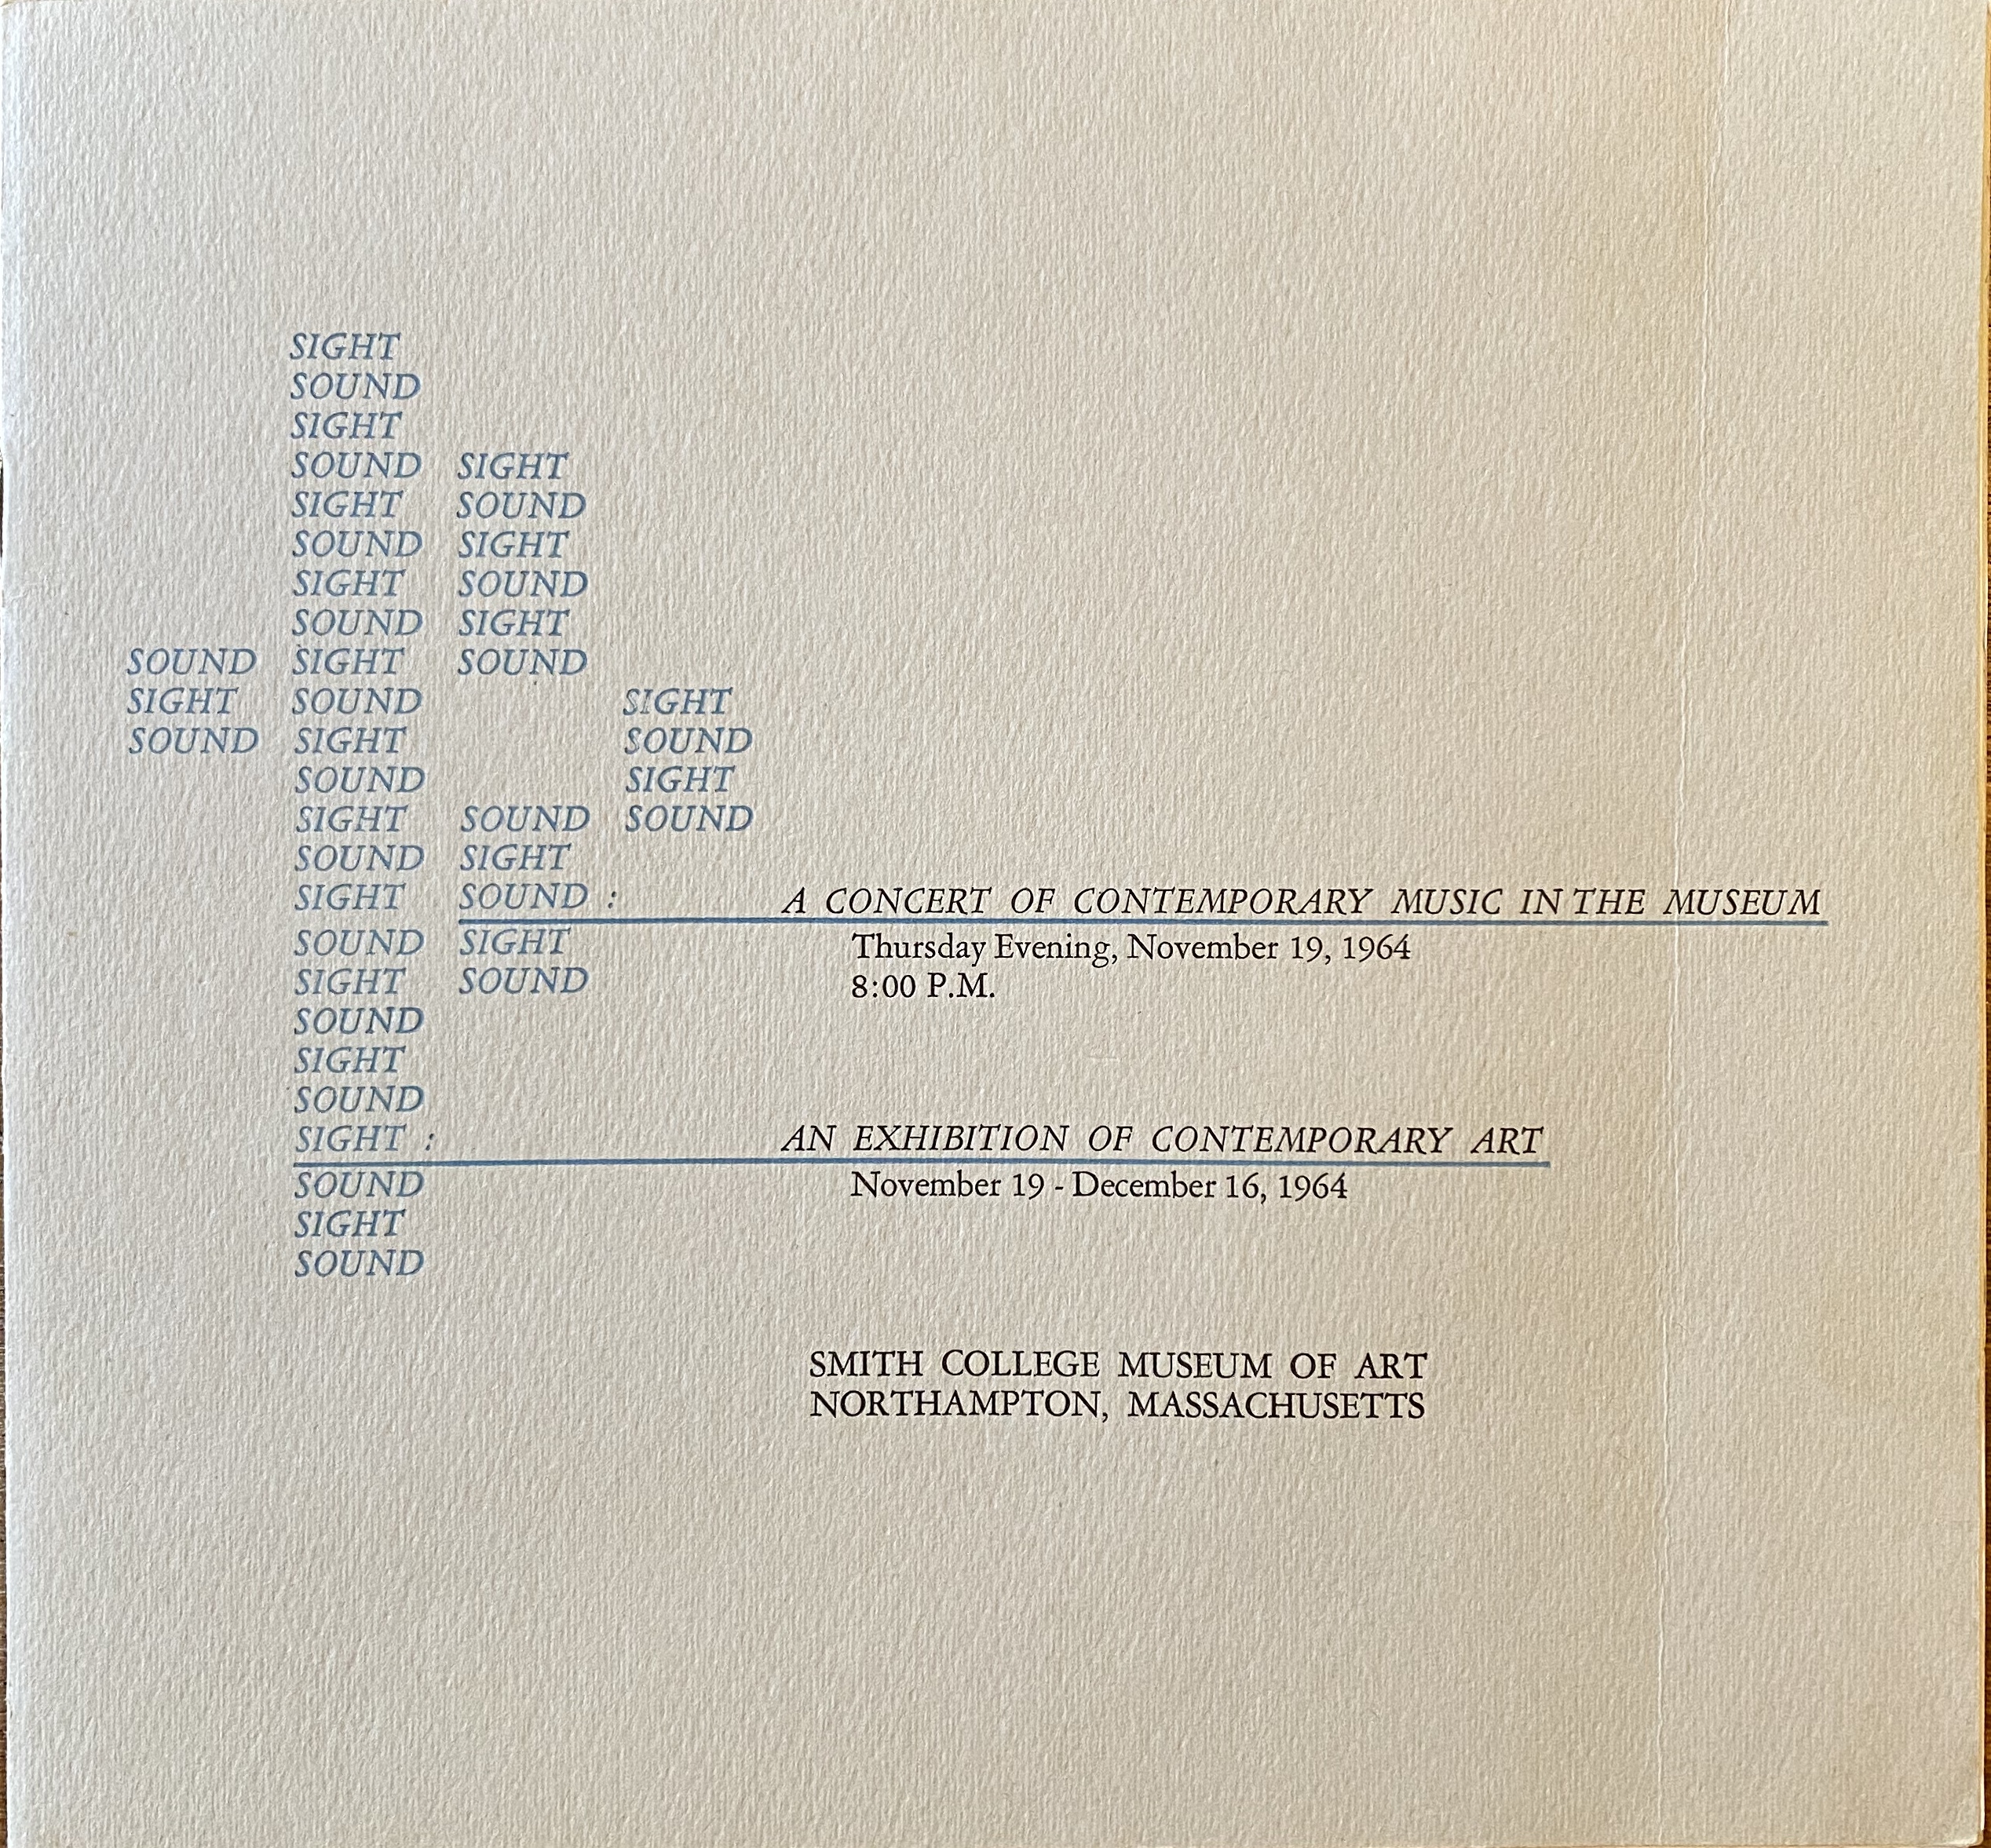 SIGHT
SOUND
SIGHT
SOUND SIGHT
SIGHT SOUND
SOUND SIGHT
SIGHT SOUND
SOUND SIGHT
SOUND SIGHT SOUND
SIGHT SOUND SIGHT
SOUND SIGHT SOUND
SOUND SIGHT
SIGHT SOUND SOUND
SOUND SIGHT
SIGHT SOUND : A CONCERT OF CONTEMPORARY MUSIC IN THE MUSEUM
SOUND SIGHT Thursday Evening, November 19, 1964
SIGHT SOUND 8:00 P.M.
SOUND
SIGHT
SOUND
SIGHT : AN EXHIBITION OF CONTEMPORARY ART
SOUND November 19 - December 16, 1964
SIGHT
SOUND
SMITH COLLEGE MUSEUM OF ART
NORTHAMPTON, MASSACHUSETTS